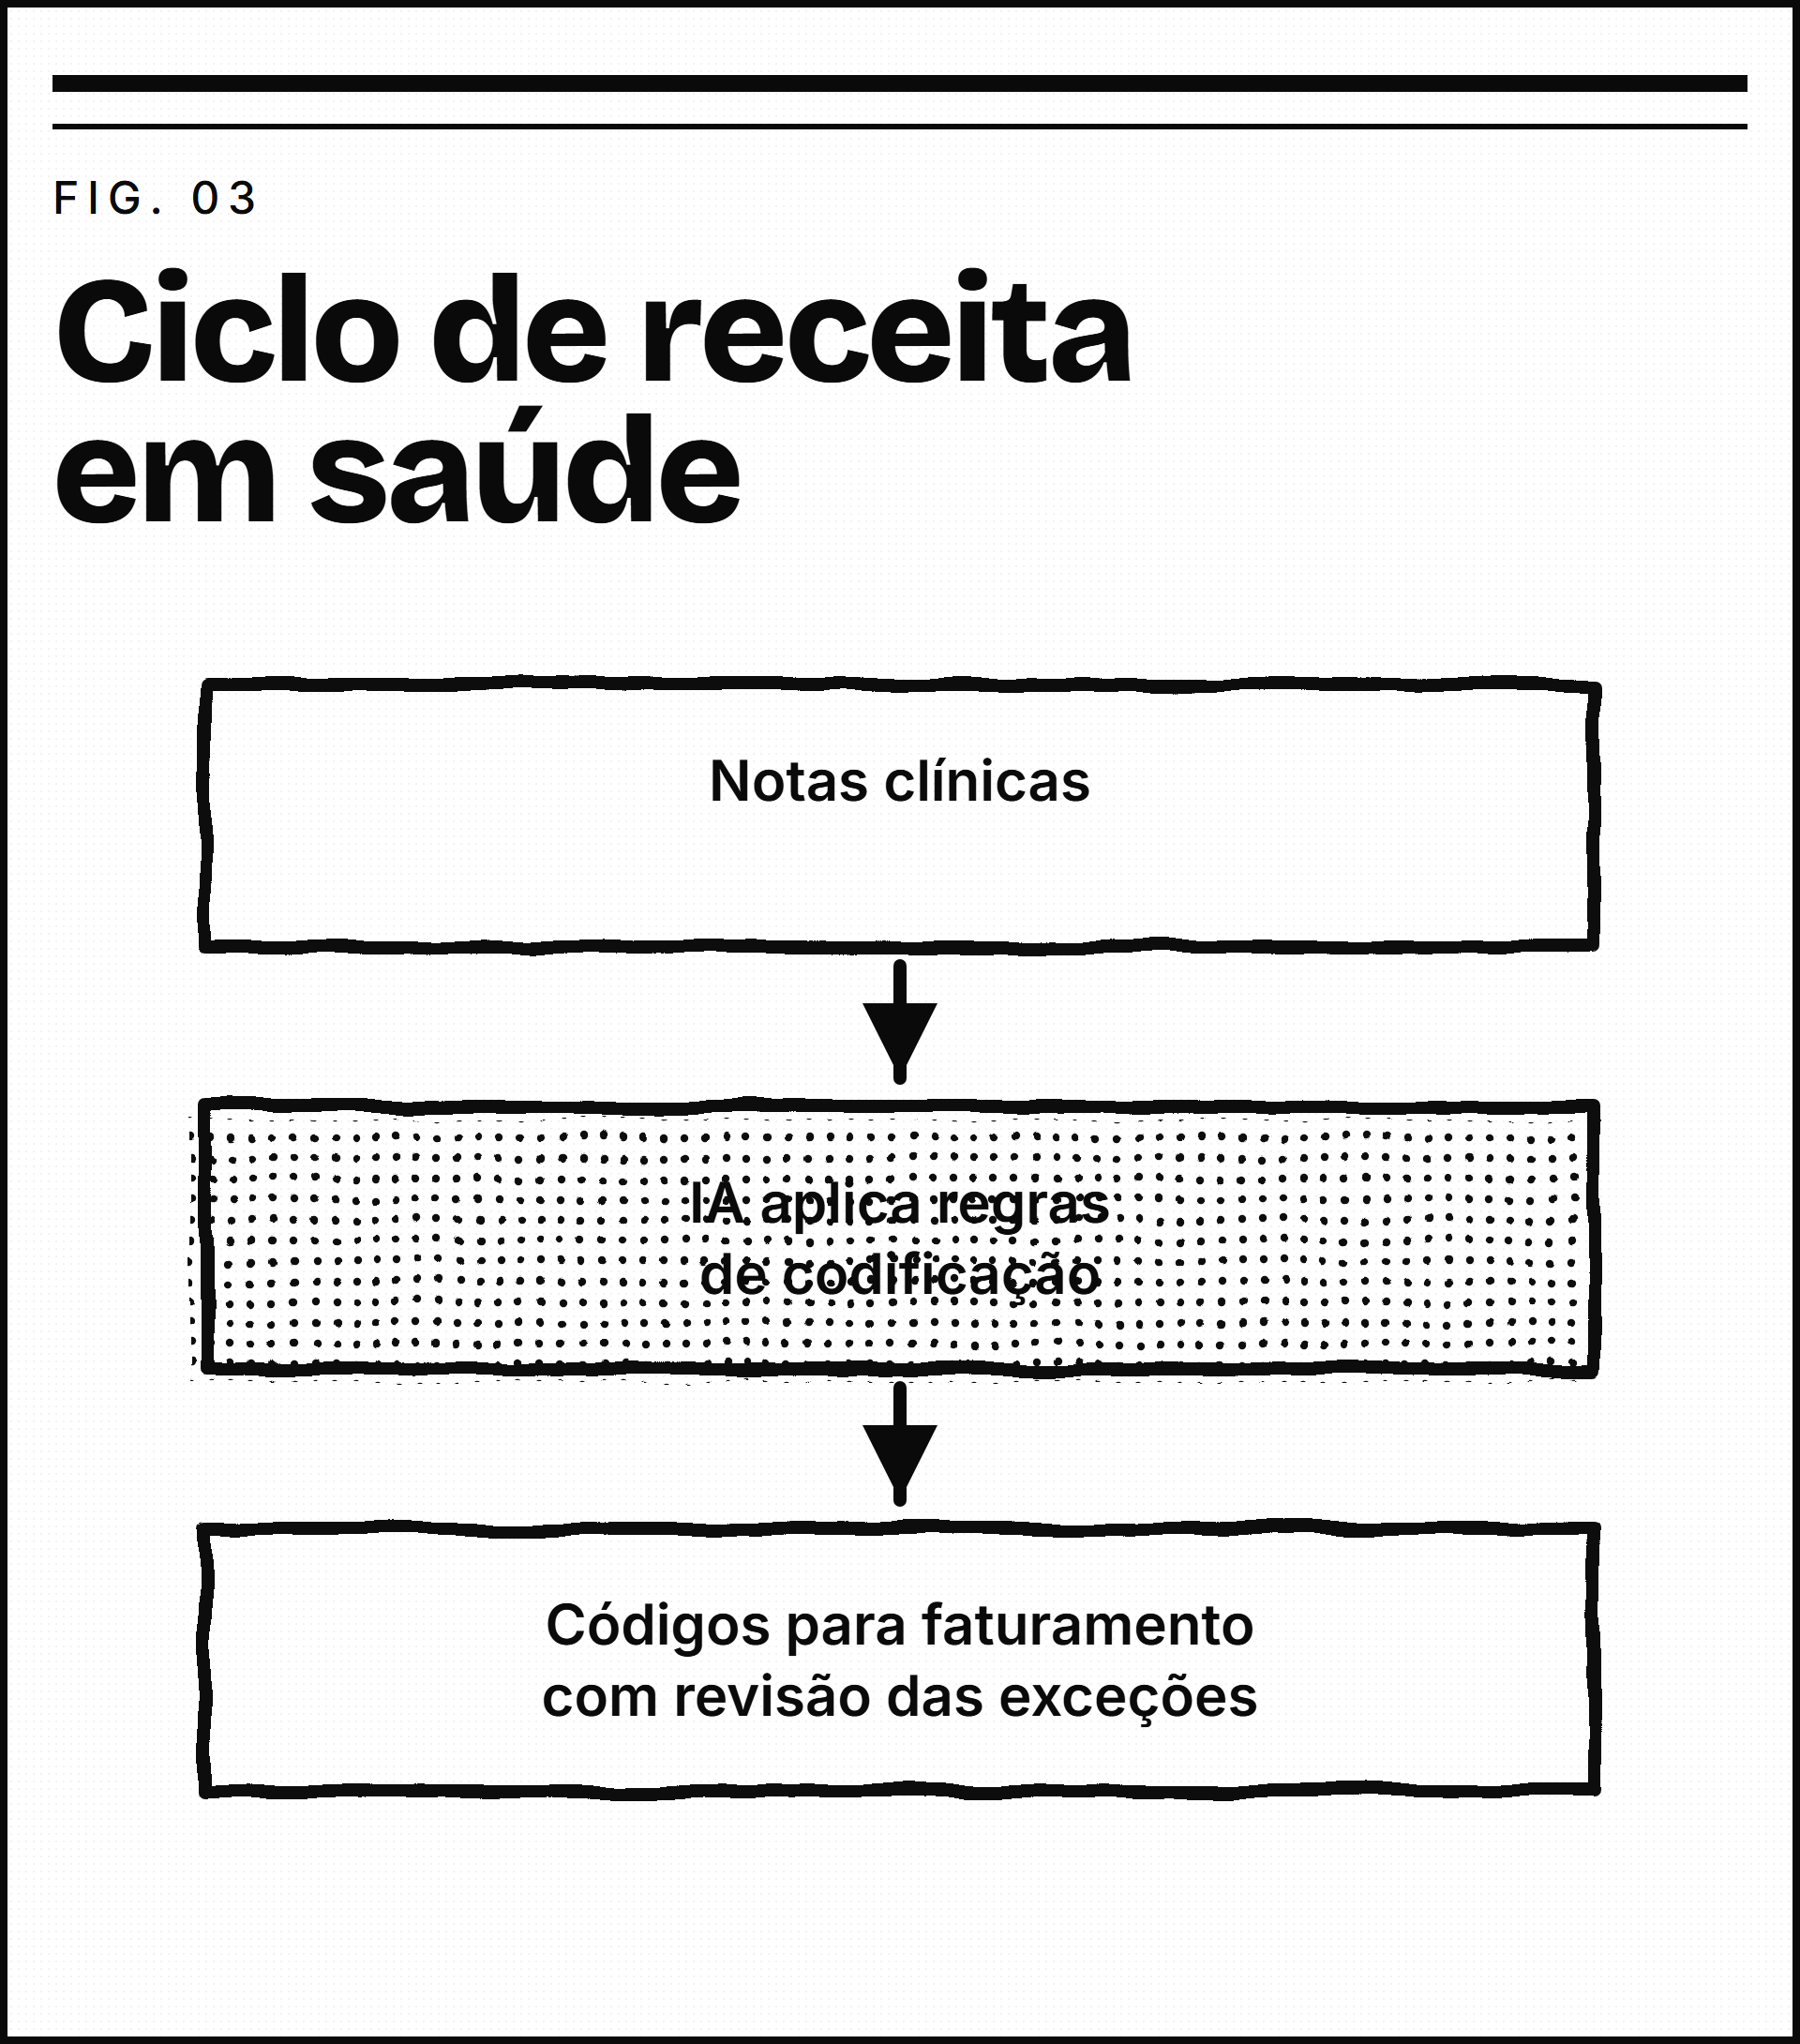 FIG. 03
Ciclo de receita
em saúde
Notas clínicas
IA aplica regras
de codificação
Códigos para faturamento
com revisão das exceções